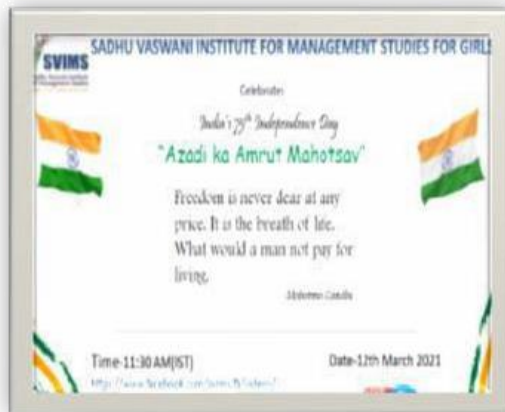 SADHU VASWANI INSTITUTE FOR MANAGEMENT STUDIES FOR GIRLS
SVIMS
Celebrates
India's 75th Independence Day
"Azadi ka Amrut Mahotsav"
Freedom is never dear at any
price. It is the breath of life.
What would a man not pay for
living.
Mahatma Gandhi
Time-11:30 AM(IST)
Date-12th March 2021